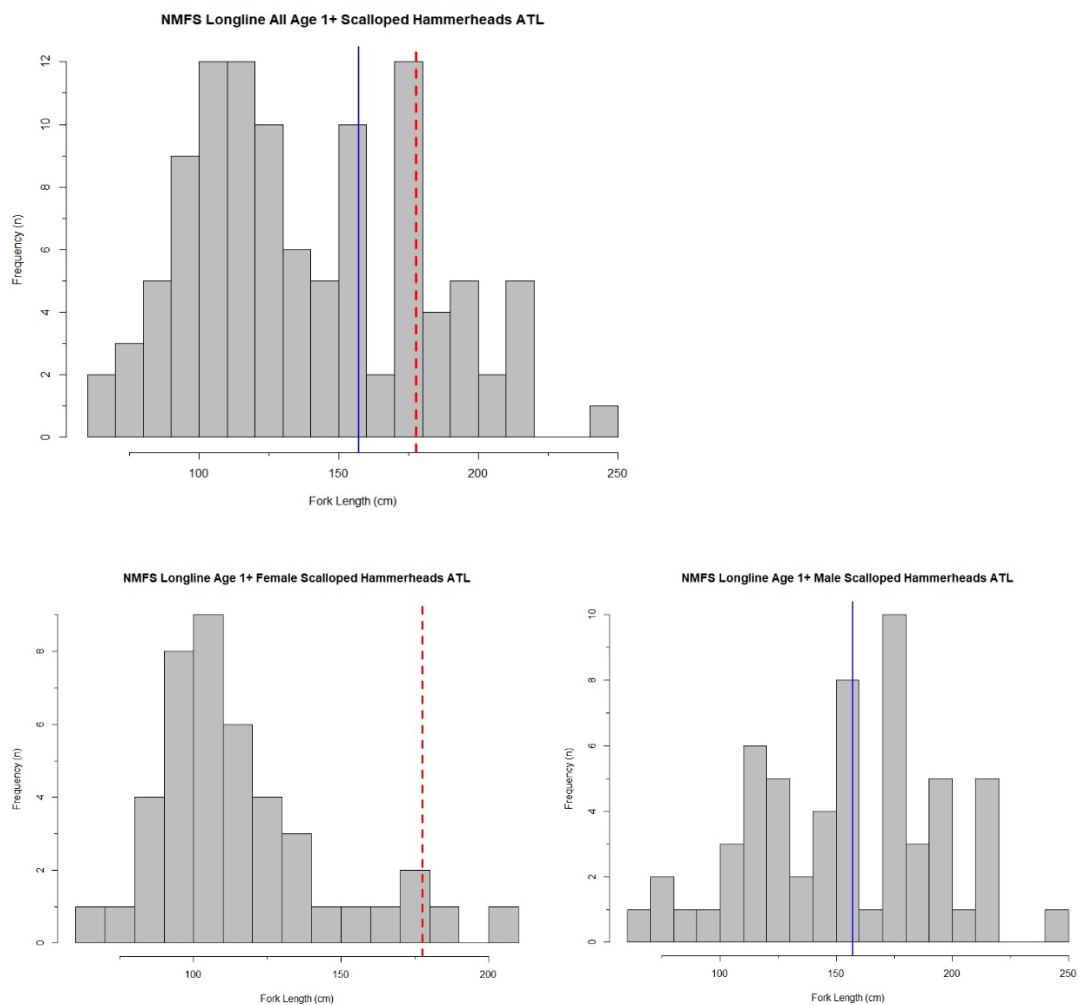 NMFS Longline All Age 1+ Scalloped Hammerheads ATL
12
10
8
6
4
2
0
Frequency (n)
100 150 200 250
Fork Length (cm)
NMFS Longline Age 1+ Female Scalloped Hammerheads ATL
8
6
4
2
0
Frequency (n)
100 150 200
Fork Length (cm)
NMFS Longline Age 1+ Male Scalloped Hammerheads ATL
10
8
6
4
2
0
Frequency (n)
100 150 200 250
Fork Length (cm)